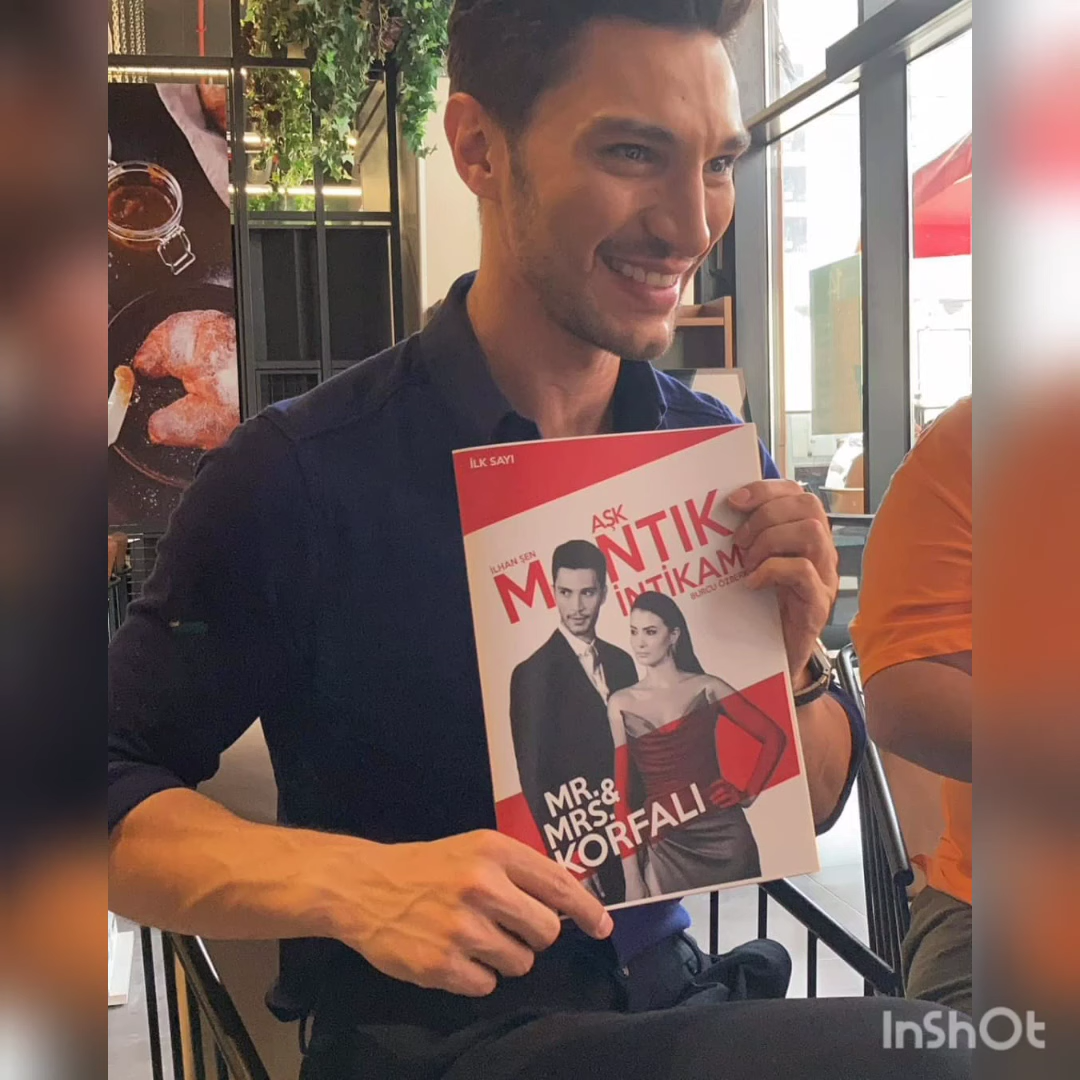 İLK SAYI
AŞK
İLHAN ŞEN
MANTIK
İNTİKAM
BURCU ÖZBERK
MR.&
MRS.
KORFALI
InShOt